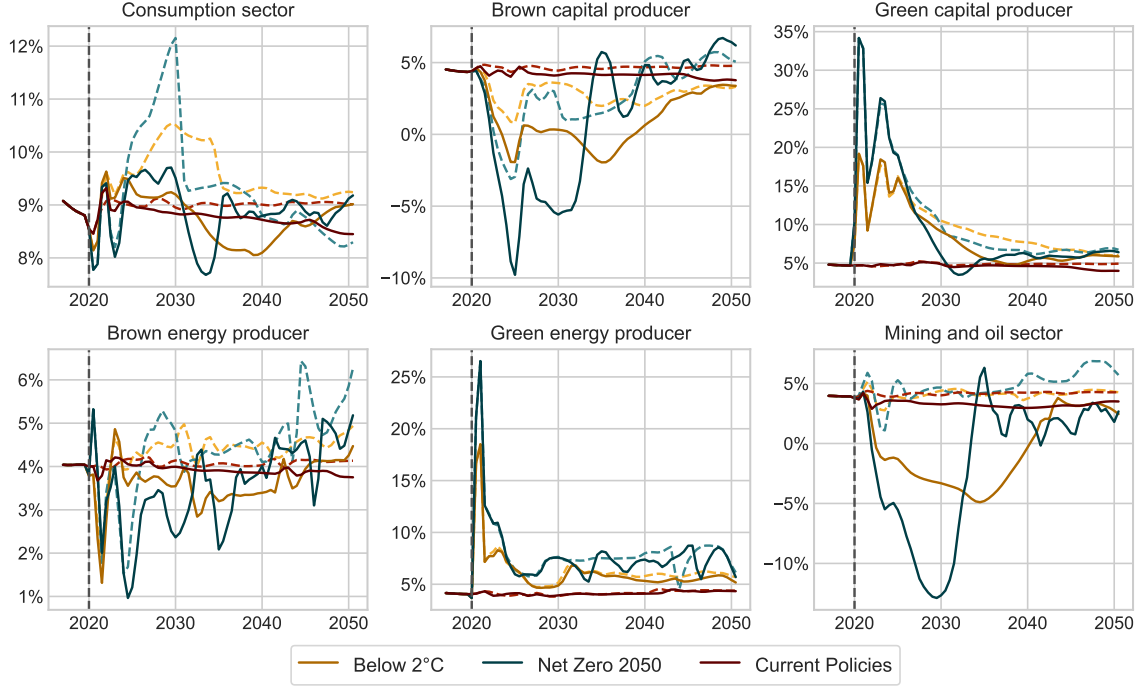 Consumption sector
12%
11%
10%
9%
8%
2020 2030 2040 2050
Brown capital producer
5%
0%
−5%
−10%
2020 2030 2040 2050
Green capital producer
35%
30%
25%
20%
15%
10%
5%
2020 2030 2040 2050
Brown energy producer
6%
5%
4%
3%
2%
1%
2020 2030 2040 2050
Green energy producer
25%
20%
15%
10%
5%
2020 2030 2040 2050
Mining and oil sector
5%
0%
−5%
−10%
2020 2030 2040 2050
Below 2°C Net Zero 2050 Current Policies